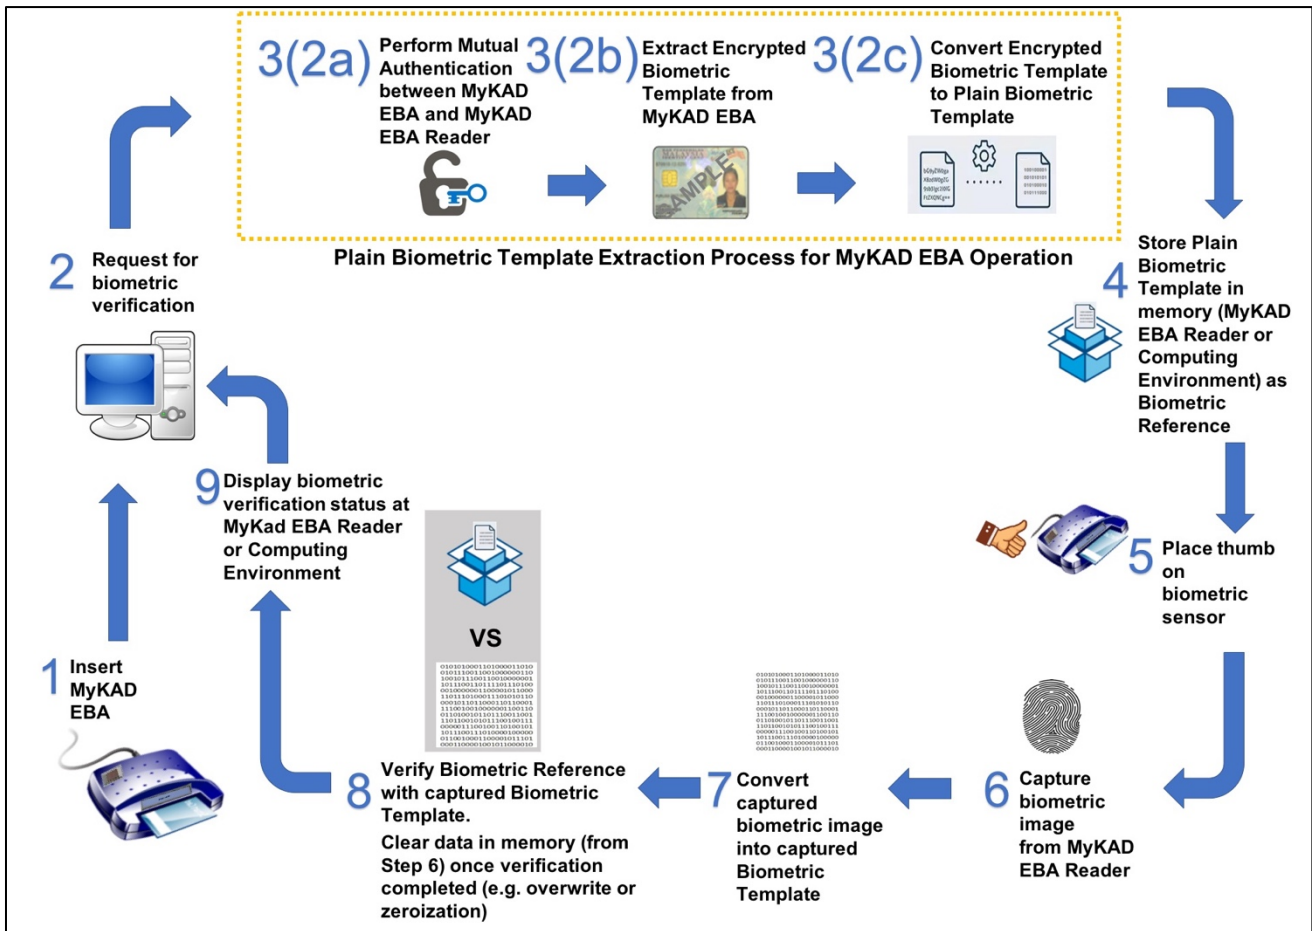 3(2a)
Perform Mutual
Authentication
between MyKAD
EBA and MyKAD
EBA Reader
3(2b)
Extract Encrypted
Biometric
Template from
MyKAD EBA
3(2c)
Convert Encrypted
Biometric Template
to Plain Biometric
Template
SAMPLE
Plain Biometric Template Extraction Process for MyKAD EBA Operation
2
Request for
biometric
verification
4
Store Plain
Biometric
Template in
memory (MyKAD
EBA Reader or
Computing
Environment) as
Biometric
Reference
9
Display biometric
verification status at
MyKad EBA Reader
or Computing
Environment
5
Place thumb
on
biometric
sensor
VS
1
Insert
MyKAD
EBA
8
Verify Biometric Reference
with captured Biometric
Template.
Clear data in memory (from
Step 6) once verification
completed (e.g. overwrite or
zeroization)
7
Convert
captured
biometric image
into captured
Biometric
Template
6
Capture
biometric
image
from MyKAD
EBA Reader